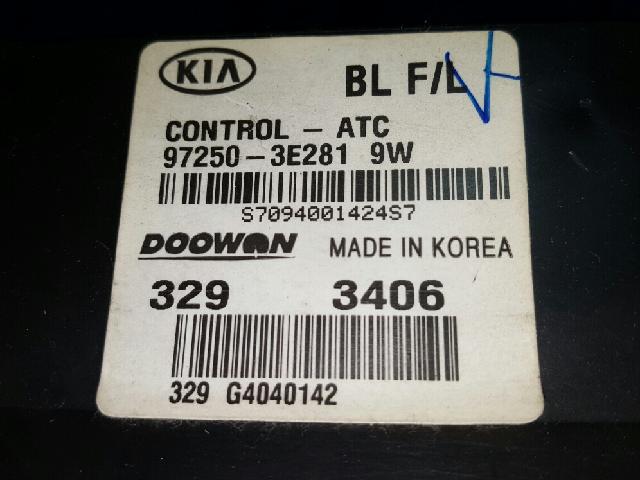 KIA
BL F/L
CONTROL - ATC
97250-3E281 9W
S7094001424S7
DOOWON MADE IN KOREA
329 3406
329 G4040142